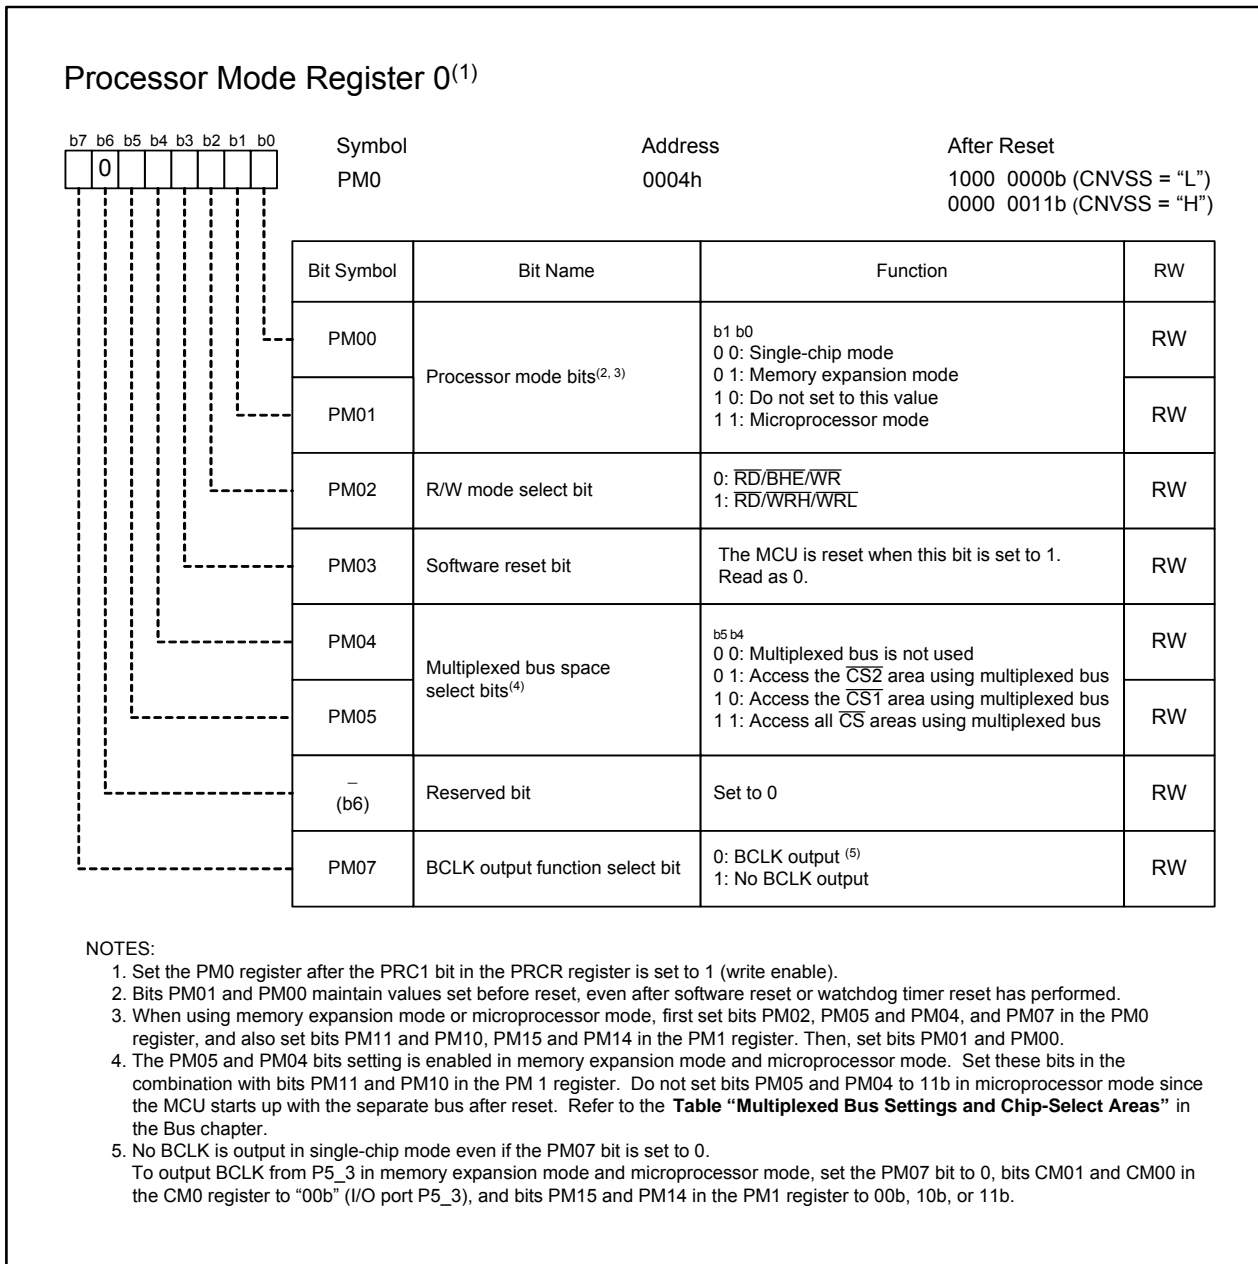 Processor Mode Register 0(1)
b7 b6 b5 b4 b3 b2 b1 b0
0
Symbol Address After Reset
PM0 0004h 1000 0000b (CNVSS = “L”)
0000 0011b (CNVSS = “H”)
Bit Symbol Bit Name Function RW
PM00 RW
PM01 RW
Processor mode bits(2, 3)
b1 b0
0 0: Single-chip mode
0 1: Memory expansion mode
1 0: Do not set to this value
1 1: Microprocessor mode
PM02 R/W mode select bit RW
0: RD/BHE/WR
1: RD/WRH/WRL
PM03 Software reset bit RW
The MCU is reset when this bit is set to 1.
Read as 0.
PM04 RW
PM05 RW
Multiplexed bus space
select bits(4)
b5 b4
0 0: Multiplexed bus is not used
0 1: Access the CS2 area using multiplexed bus
1 0: Access the CS1 area using multiplexed bus
1 1: Access all CS areas using multiplexed bus
–
(b6) Reserved bit Set to 0 RW
PM07 BCLK output function select bit RW
0: BCLK output (5)
1: No BCLK output
NOTES:
1. Set the PM0 register after the PRC1 bit in the PRCR register is set to 1 (write enable).
2. Bits PM01 and PM00 maintain values set before reset, even after software reset or watchdog timer reset has performed.
3. When using memory expansion mode or microprocessor mode, first set bits PM02, PM05 and PM04, and PM07 in the PM0
register, and also set bits PM11 and PM10, PM15 and PM14 in the PM1 register. Then, set bits PM01 and PM00.
4. The PM05 and PM04 bits setting is enabled in memory expansion mode and microprocessor mode. Set these bits in the
combination with bits PM11 and PM10 in the PM 1 register. Do not set bits PM05 and PM04 to 11b in microprocessor mode since
the MCU starts up with the separate bus after reset. Refer to the Table “Multiplexed Bus Settings and Chip-Select Areas” in
the Bus chapter.
5. No BCLK is output in single-chip mode even if the PM07 bit is set to 0.
To output BCLK from P5_3 in memory expansion mode and microprocessor mode, set the PM07 bit to 0, bits CM01 and CM00 in
the CM0 register to “00b” (I/O port P5_3), and bits PM15 and PM14 in the PM1 register to 00b, 10b, or 11b.